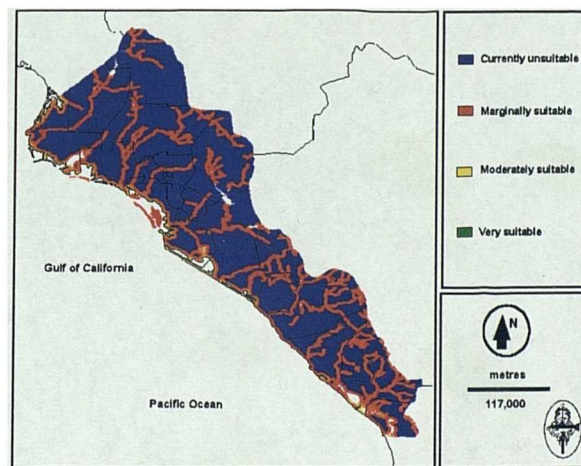 Currently unsuitable
Marginally suitable
Moderately suitable
Very suitable
Gulf of California
Pacific Ocean
N
metres
117,000